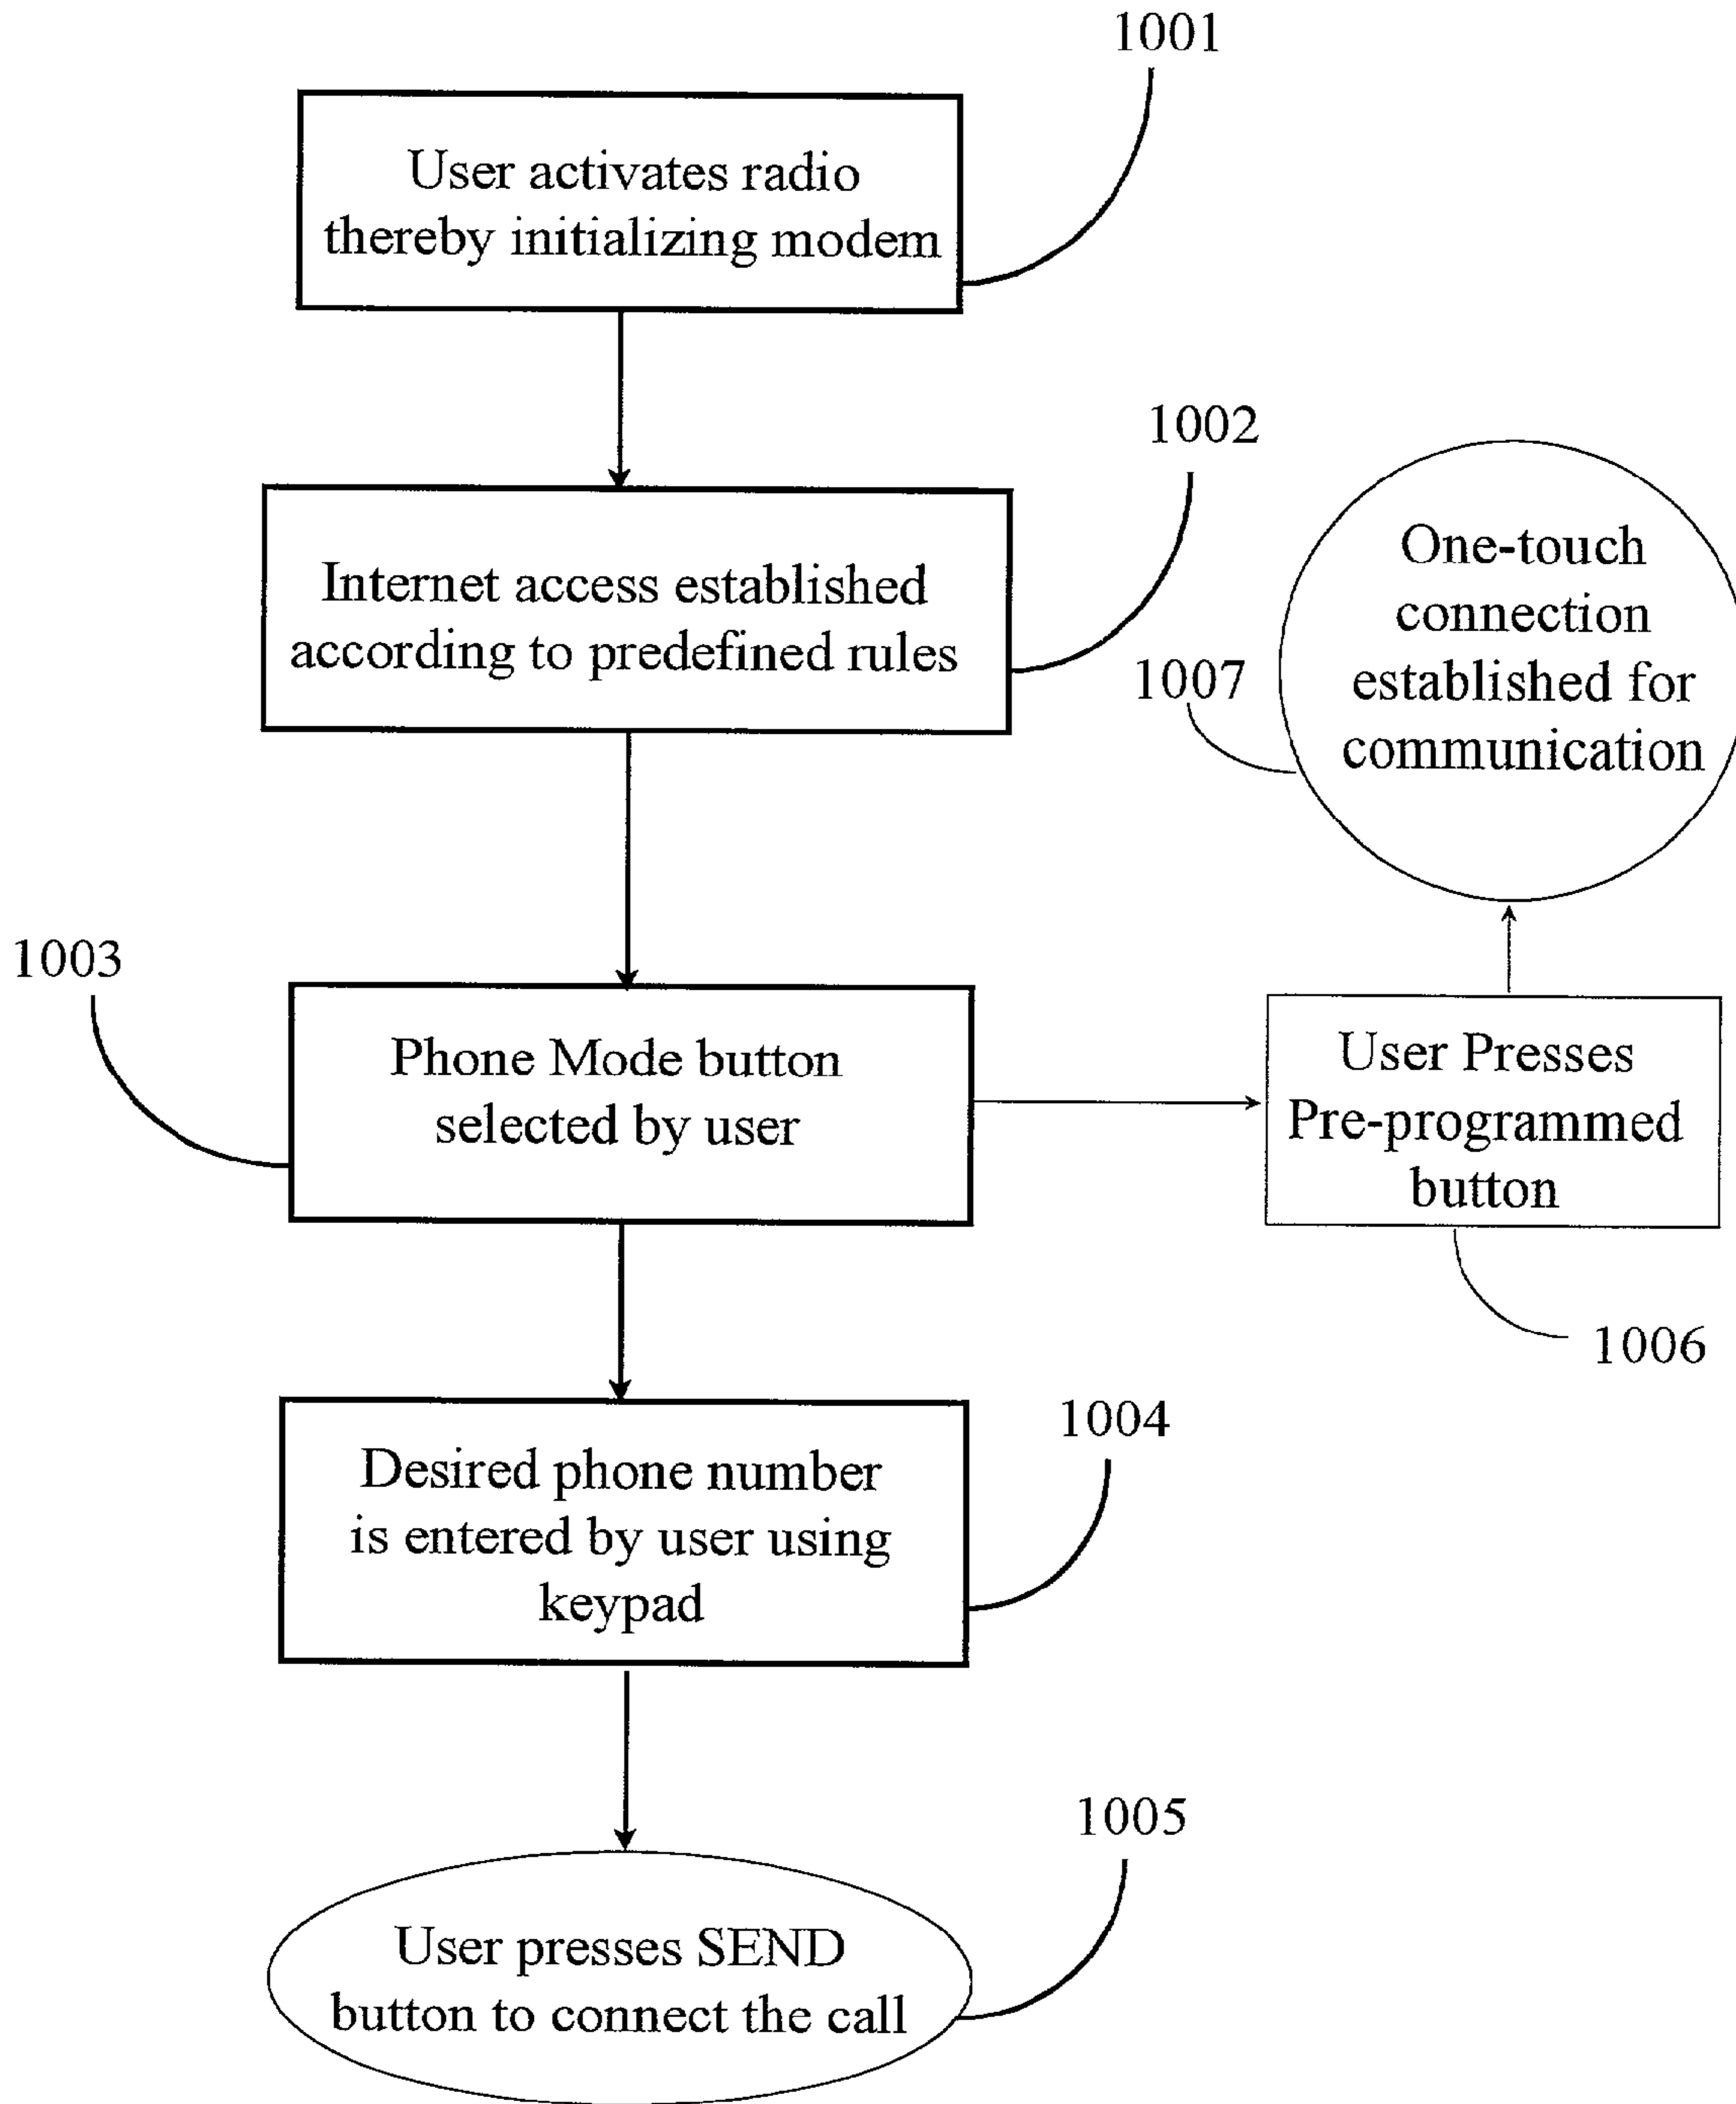 1001
User activates radio
thereby initializing modem
1002
Internet access established
according to predefined rules
1007
One-touch
connection
established for
communication
1003
Phone Mode button
selected by user
User Presses
Pre-programmed
button
1006
1004
Desired phone number
is entered by user using
keypad
1005
User presses SEND
button to connect the call